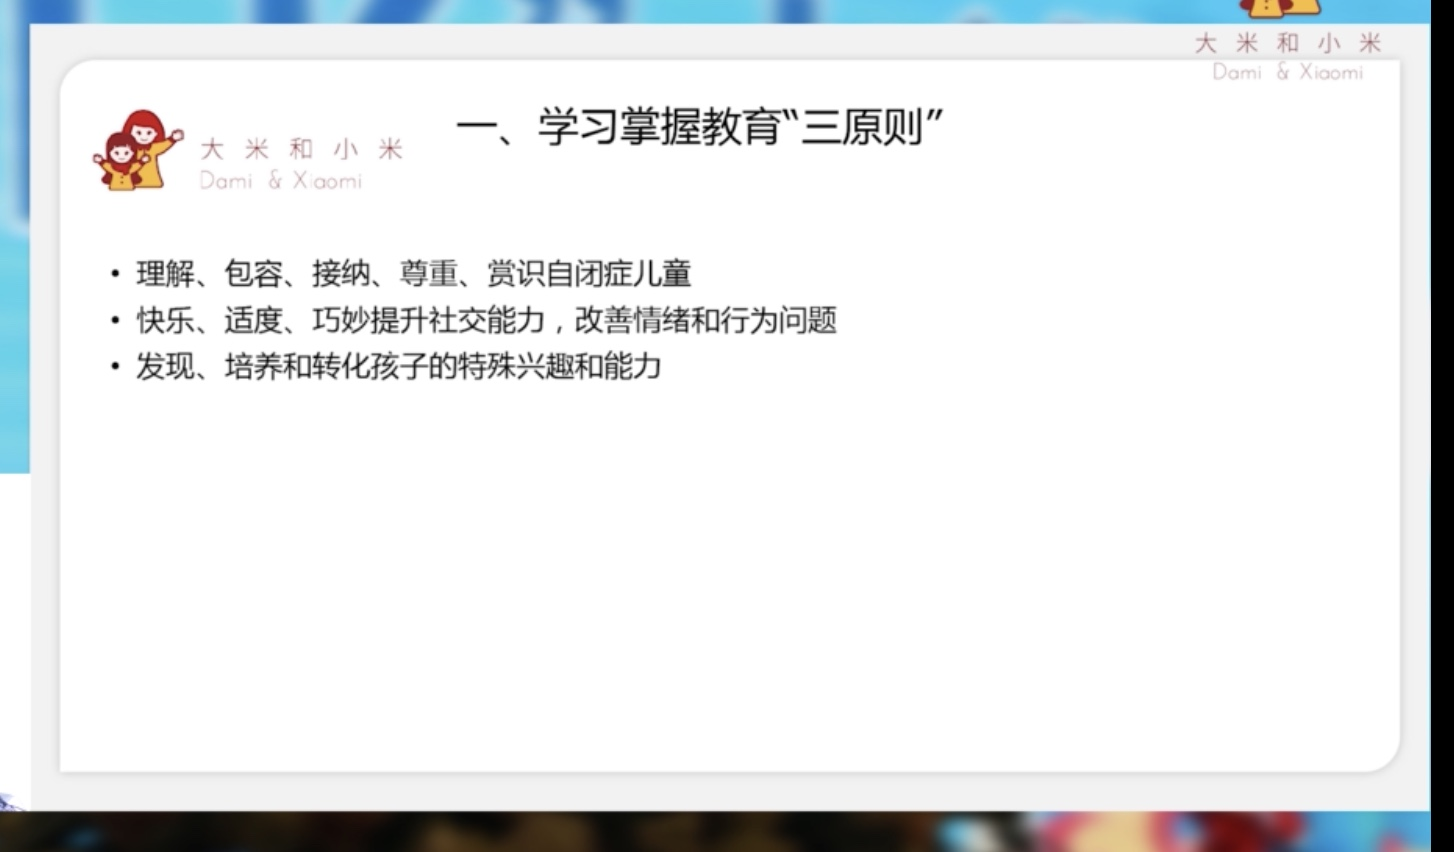 大米和小米
Dami & Xiaomi
一、学习掌握教育“三原则”
大米和小米
Dami & Xiaomi
• 理解、包容、接纳、尊重、赏识自闭症儿童
• 快乐、适度、巧妙提升社交能力，改善情绪和行为问题
• 发现、培养和转化孩子的特殊兴趣和能力